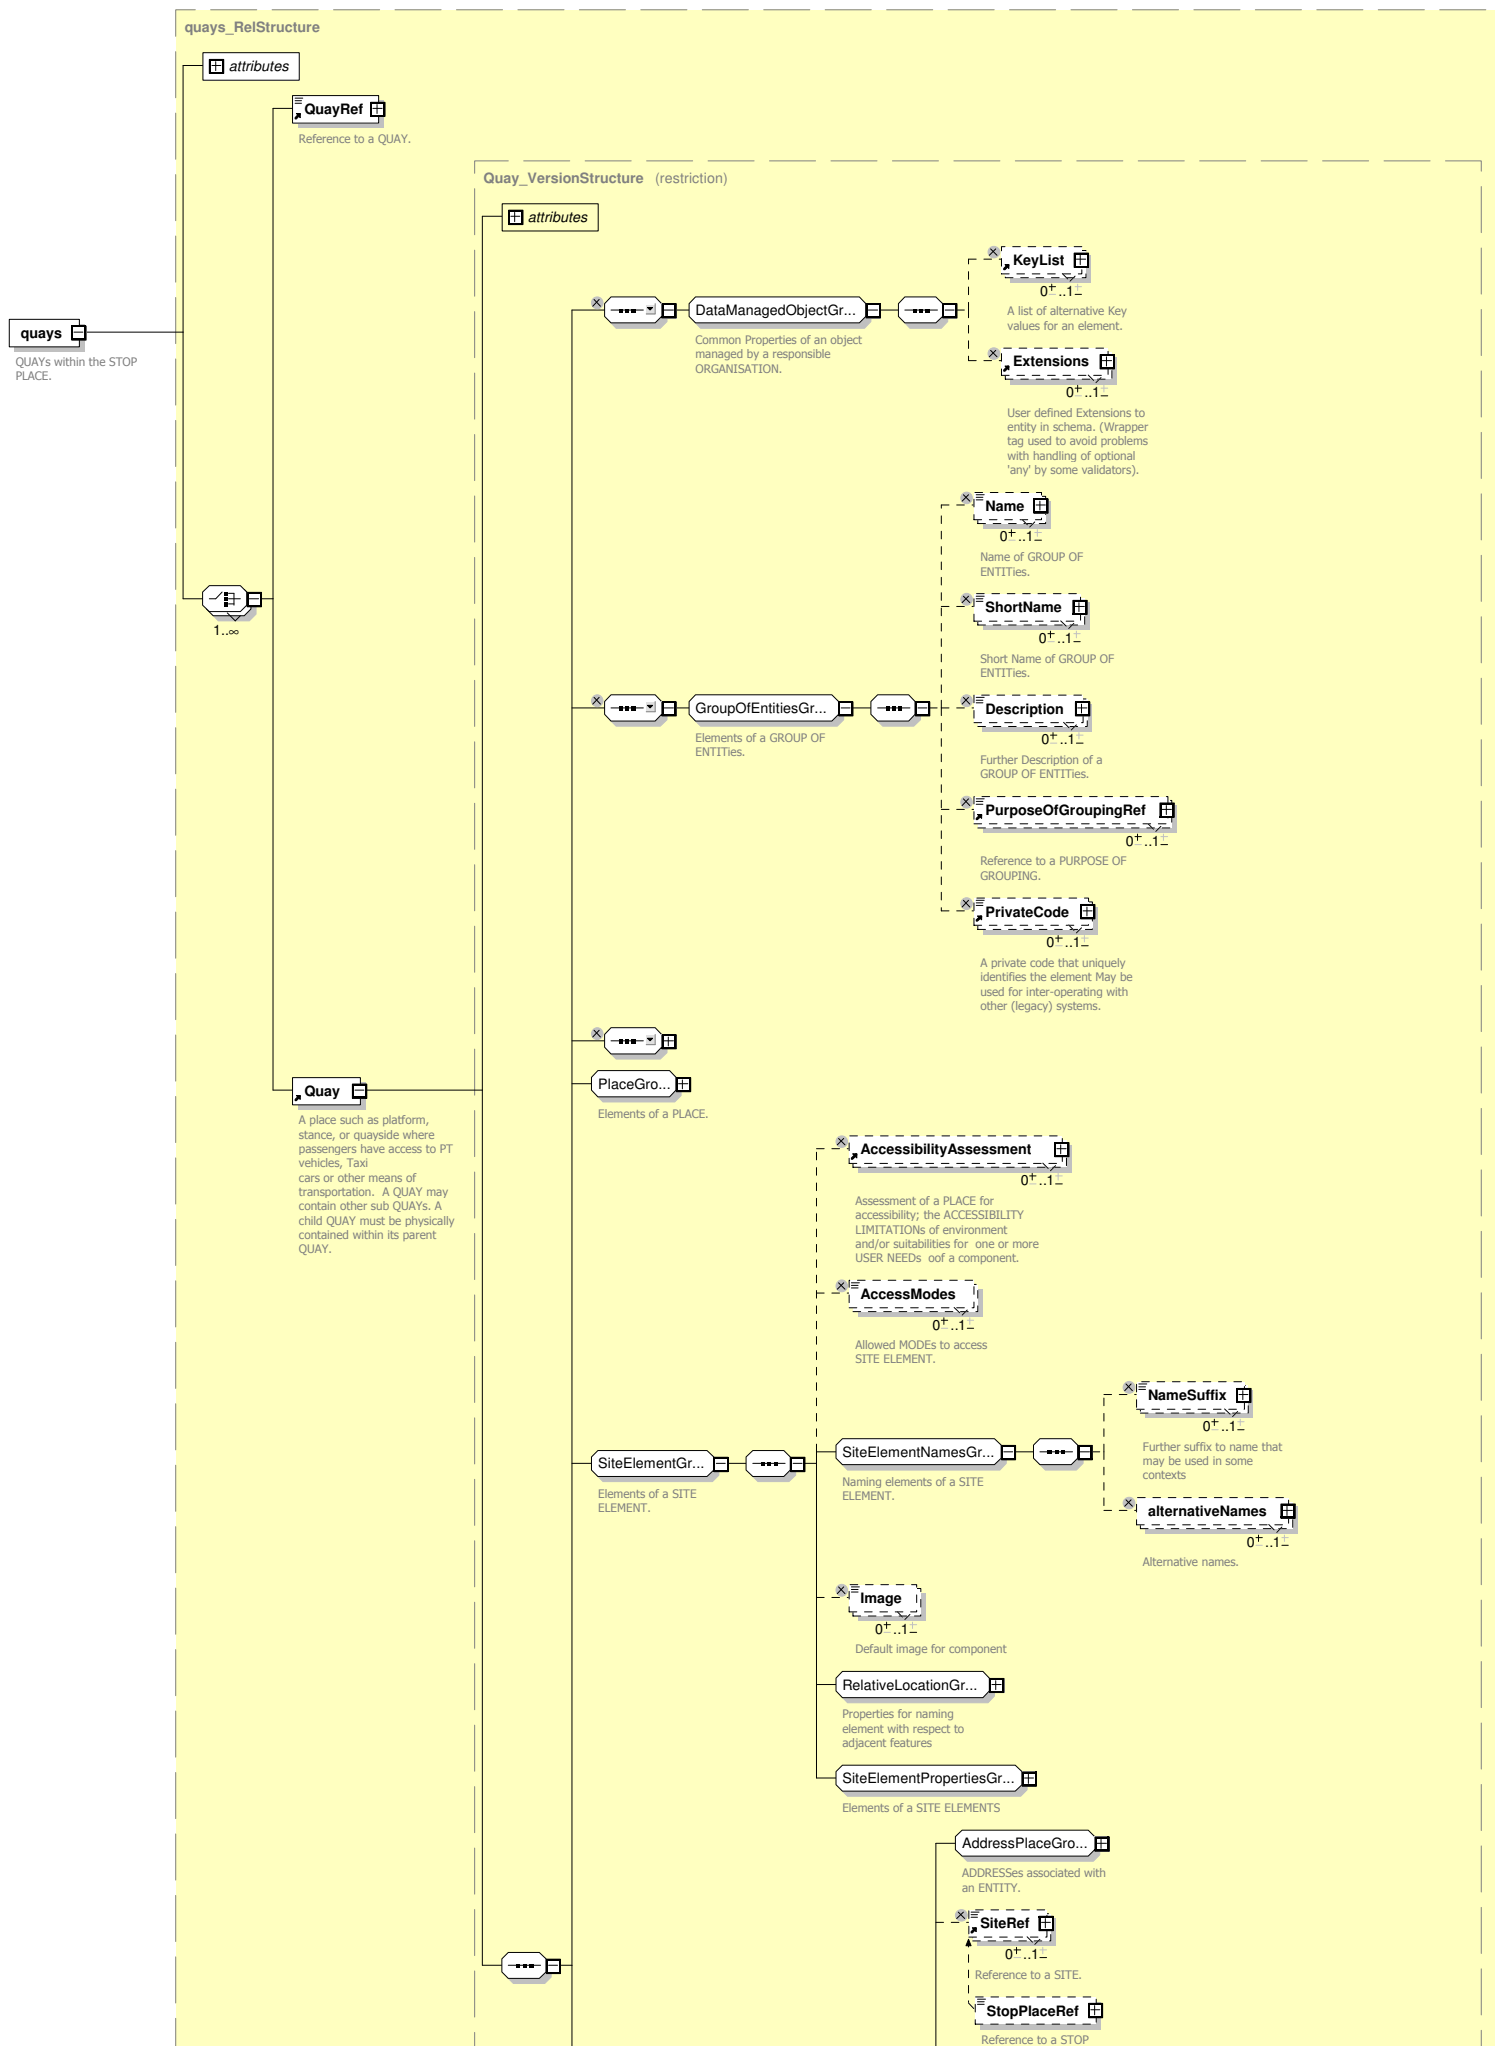 quays_RelStructure
attributes
QuayRef
Reference to a QUAY.
Quay_VersionStructure (restriction)
attributes
KeyList
0..1
A list of alternative Key
values for an element.
DataManagedObjectGr...
Common Properties of an object
managed by a responsible
ORGANISATION.
quays
QUAYs within the STOP
PLACE.
Extensions
0..1
User defined Extensions to
entity in schema. (Wrapper
tag used to avoid problems
with handling of optional
'any' by some validators).
Name
0..1
Name of GROUP OF
ENTITies.
1..∞
ShortName
0..1
Short Name of GROUP OF
ENTITies.
GroupOfEntitiesGr...
Elements of a GROUP OF
ENTITies.
Description
0..1
Further Description of a
GROUP OF ENTITies.
PurposeOfGroupingRef
0..1
Reference to a PURPOSE OF
GROUPING.
PrivateCode
0..1
A private code that uniquely
identifies the element May be
used for inter-operating with
other (legacy) systems.
PlaceGro...
Elements of a PLACE.
Quay
A place such as platform,
stance, or quayside where
passengers have access to PT
vehicles, Taxi
cars or other means of
transportation.  A QUAY may
contain other sub QUAYs. A
child QUAY must be physically
contained within its parent
QUAY.
AccessibilityAssessment
0..1
Assessment of a PLACE for
accessibility; the ACCESSIBILITY
LIMITATIONs of environment
and/or suitabilities for  one or more
USER NEEDs  oof a component.
AccessModes
0..1
Allowed MODEs to access
SITE ELEMENT.
NameSuffix
0..1
Further suffix to name that
may be used in some
contexts
SiteElementGr...
Elements of a SITE
ELEMENT.
SiteElementNamesGr...
Naming elements of a SITE
ELEMENT.
alternativeNames
0..1
Alternative names.
Image
0..1
Default image for component
RelativeLocationGr...
Properties for naming
element with respect to
adjacent features
SiteElementPropertiesGr...
Elements of a SITE ELEMENTS
AddressPlaceGro...
ADDRESSes associated with
an ENTITY.
SiteRef
0..1
Reference to a SITE.
StopPlaceRef
Reference to a STOP